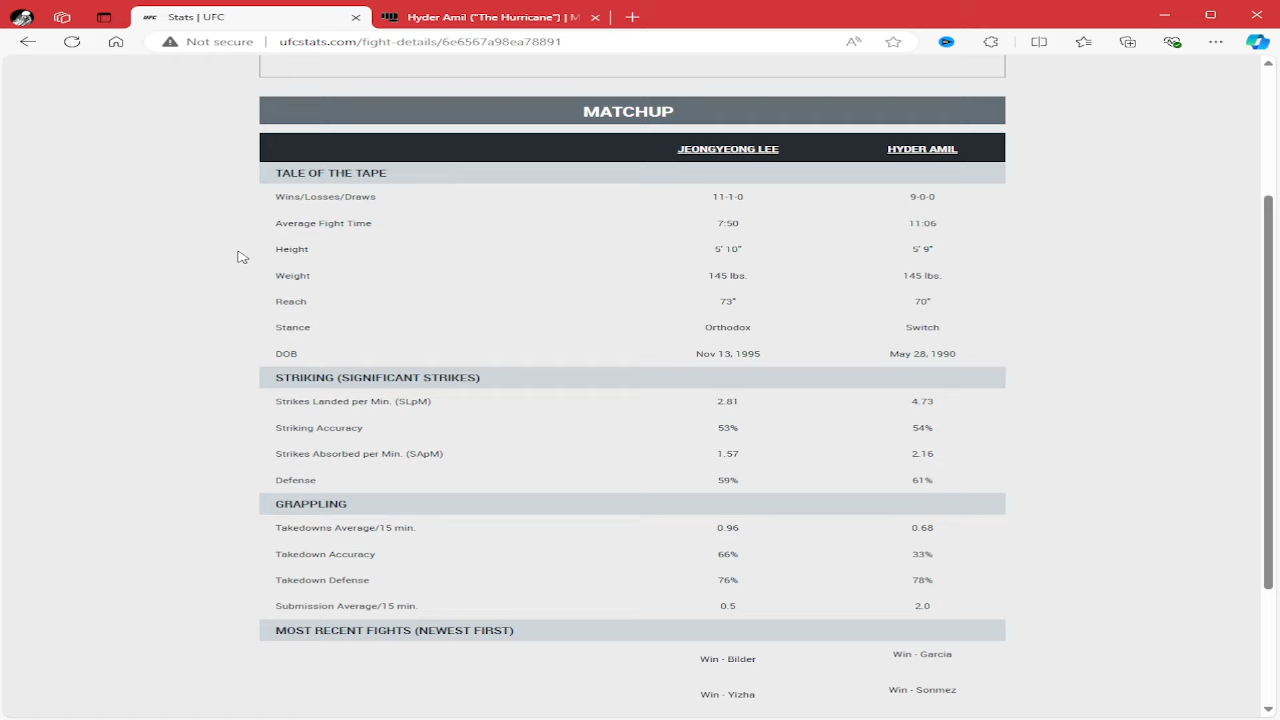 UFC Stats | UFC
Hyder Amil ("The Hurricane") | M
Not secure ufcstats.com/fight-details/6e6567a98ea78891
MATCHUP
JEONGYEONG LEE HYDER AMIL
TALE OF THE TAPE
Wins/Losses/Draws 11-1-0 9-0-0
Average Fight Time 7:50 11:06
Height 5' 10" 5' 9"
Weight 145 lbs. 145 lbs.
Reach 73" 70"
Stance Orthodox Switch
DOB Nov 13, 1995 May 28, 1990
STRIKING (SIGNIFICANT STRIKES)
Strikes Landed per Min. (SLpM) 2.81 4.73
Striking Accuracy 53% 54%
Strikes Absorbed per Min. (SApM) 1.57 2.16
Defense 59% 61%
GRAPPLING
Takedowns Average/15 min. 0.96 0.68
Takedown Accuracy 66% 33%
Takedown Defense 76% 78%
Submission Average/15 min. 0.5 2.0
MOST RECENT FIGHTS (NEWEST FIRST)
Win - Bilder Win - Garcia
Win - Yizha Win - Sonmez